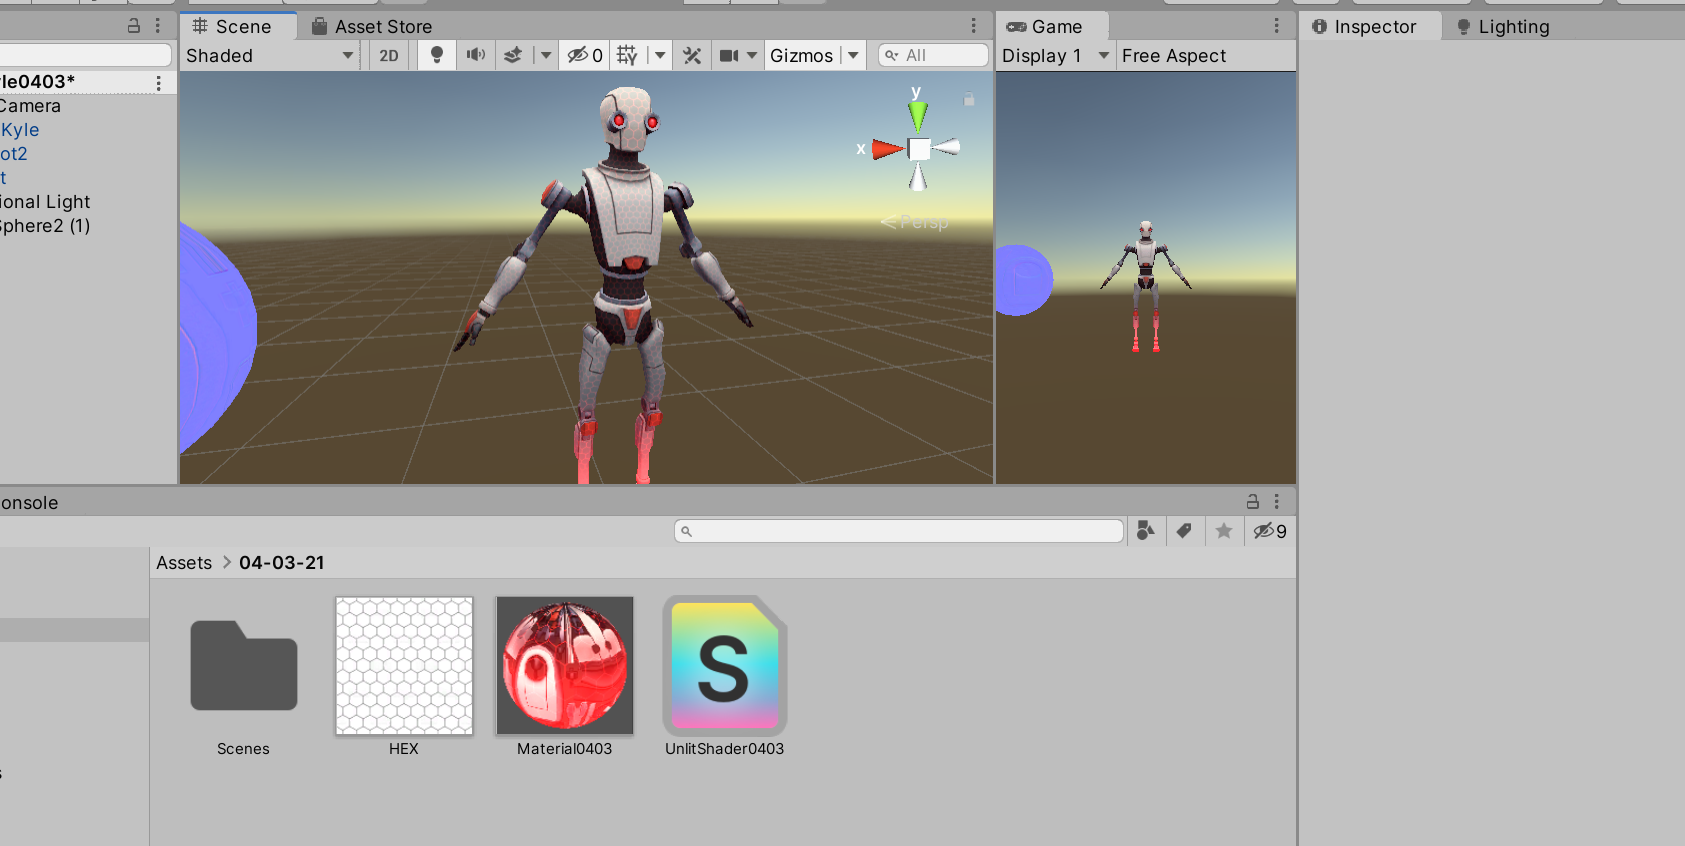 Scene
Asset Store
Game
Inspector
Lighting
Shaded
2D
0
Gizmos
All
Display 1
Free Aspect
le0403*
Camera
Kyle
ot2
t
ional Light
Sphere2 (1)
y
x
Persp
onsole
9
Assets > 04-03-21
S
Scenes
HEX
Material0403
UnlitShader0403
s